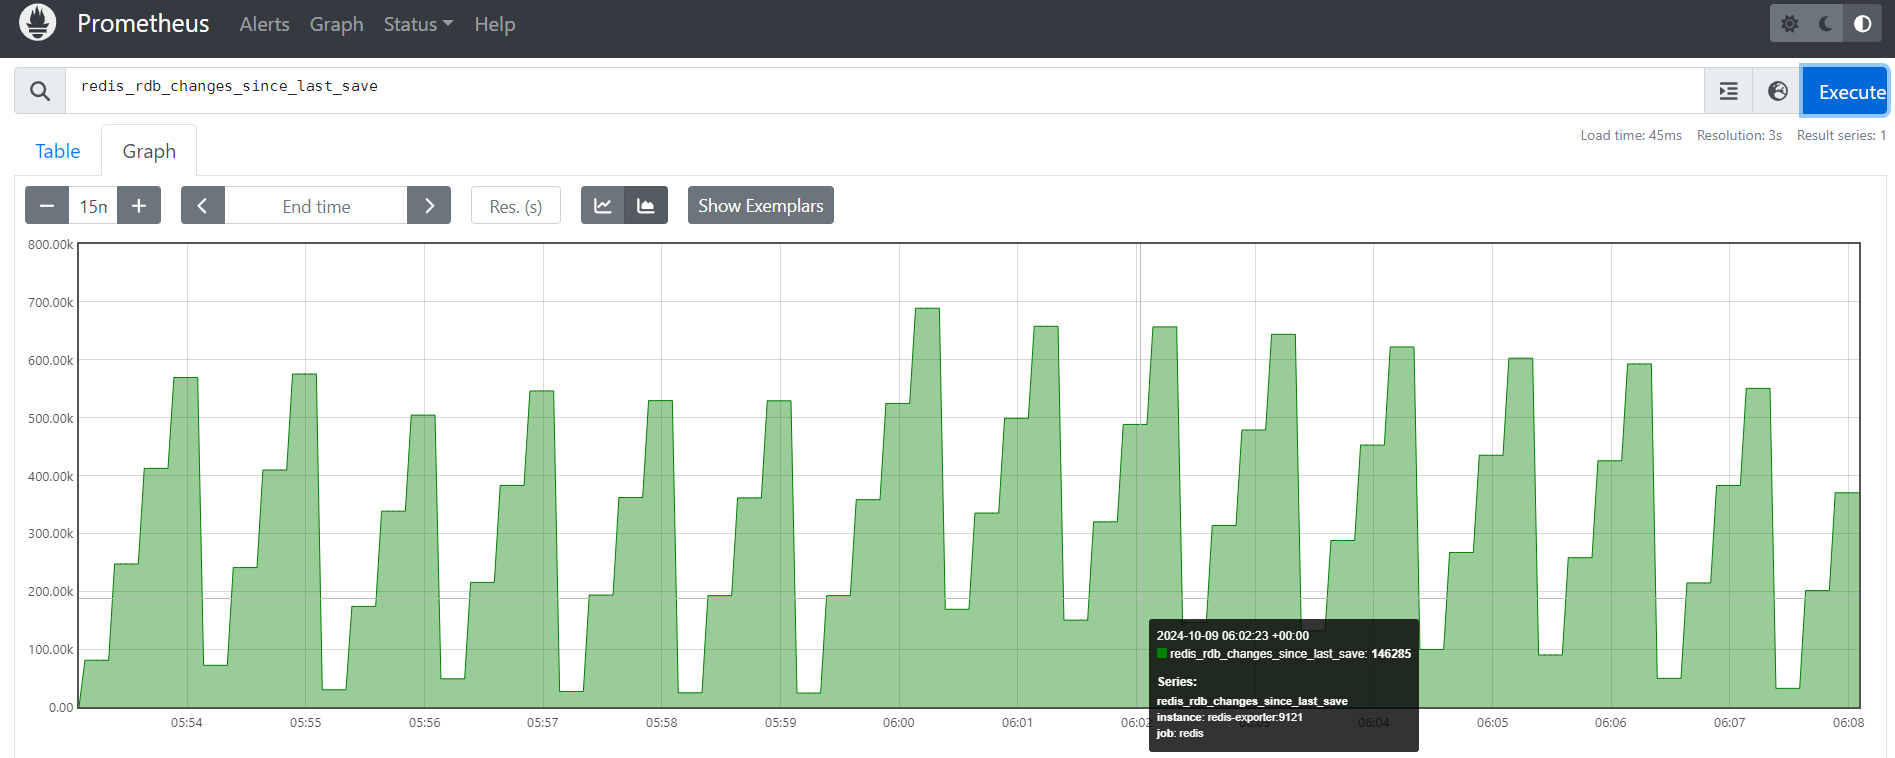 Prometheus Alerts Graph Status Help
redis_rdb_changes_since_last_save
Execute
Load time: 45ms Resolution: 3s Result series: 1
Table Graph
15m End time Res. (s) Show Exemplars
800.00k
700.00k
600.00k
500.00k
400.00k
300.00k
200.00k
100.00k
0.00
05:54 05:55 05:56 05:57 05:58 05:59 06:00 06:01 06:02 06:03 06:04 06:05 06:06 06:07 06:08
2024-10-09 06:02:23 +00:00
redis_rdb_changes_since_last_save: 146285
Series:
redis_rdb_changes_since_last_save
instance: redis-exporter:9121
job: redis